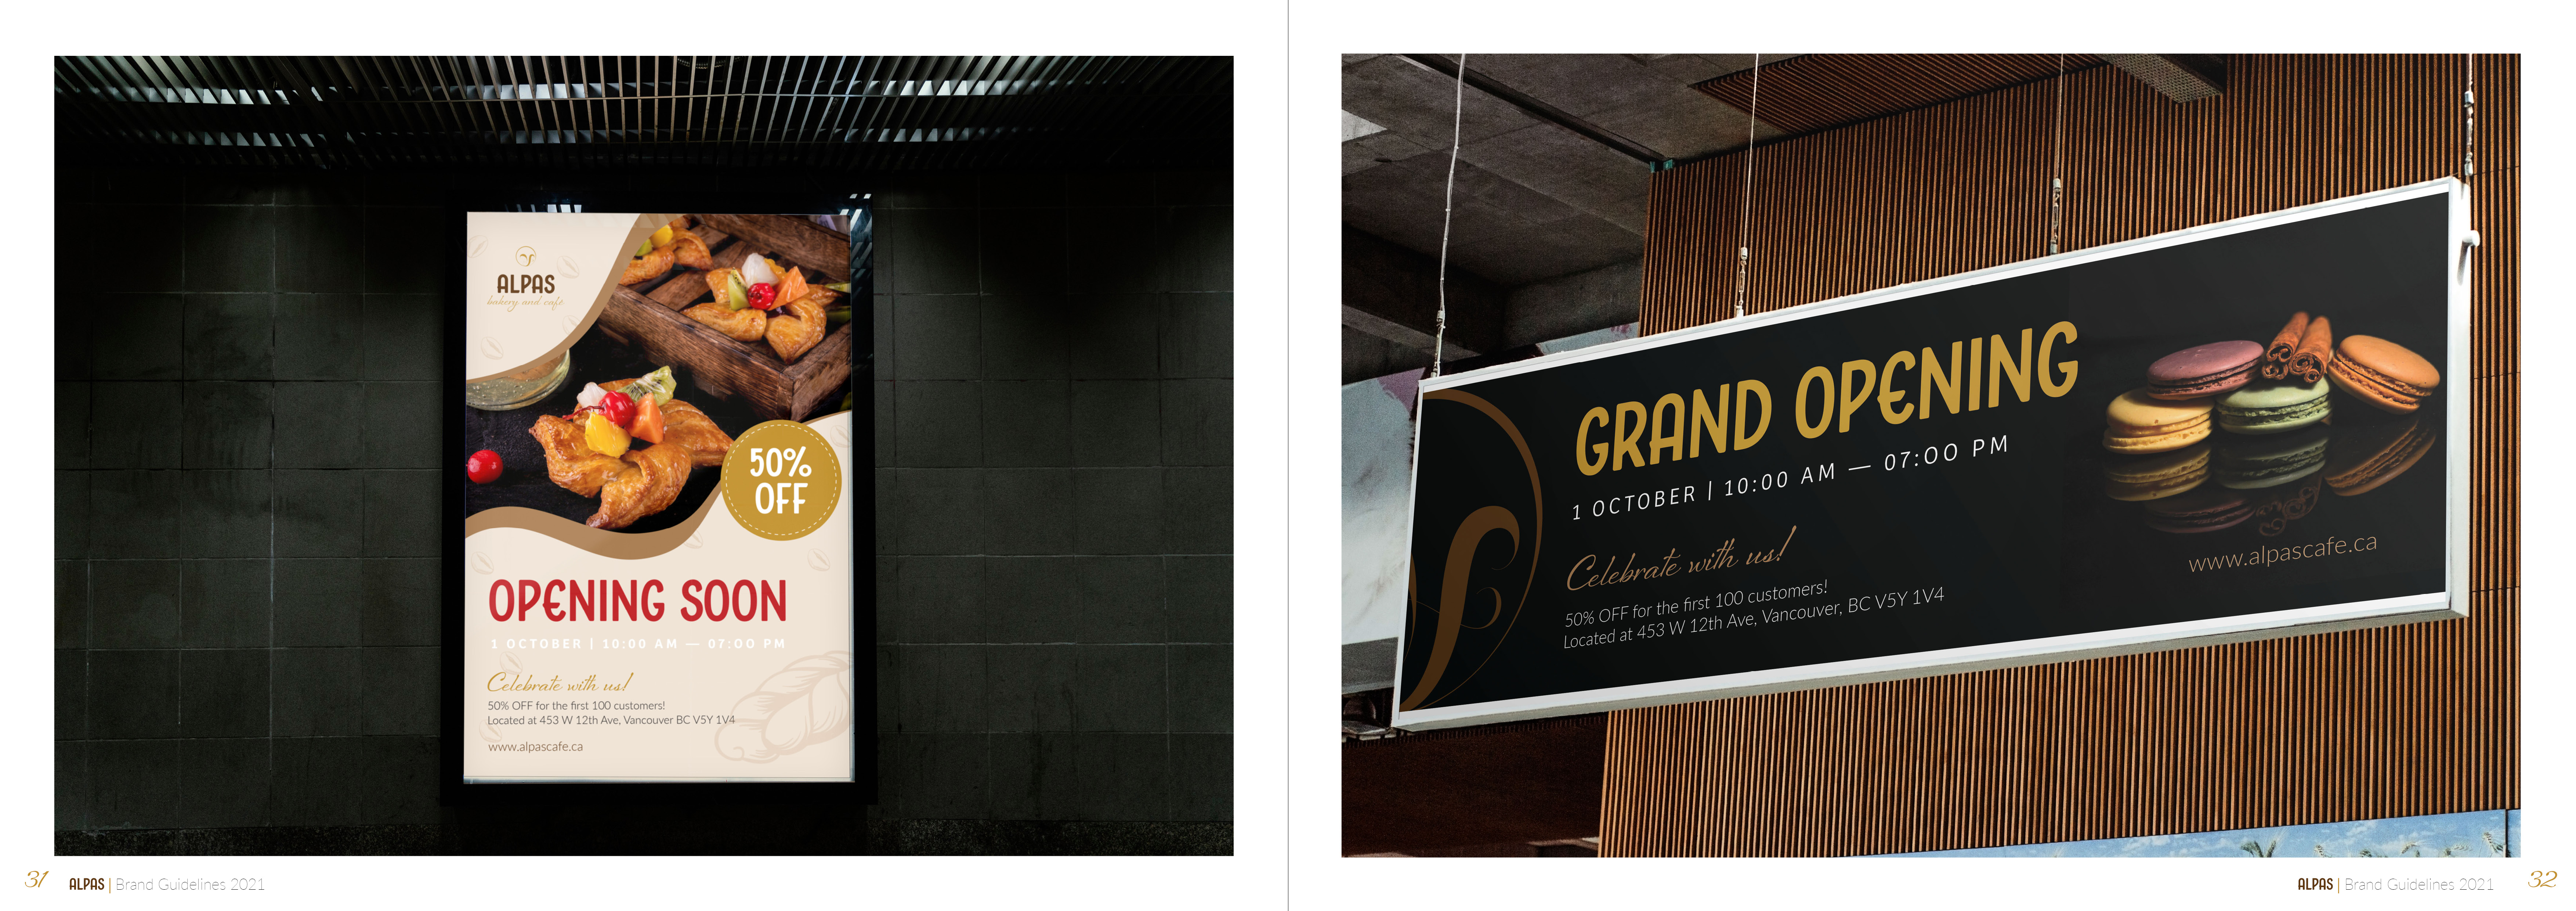 ALPAS
bakery and café
50%
OFF
OPENING SOON
1 OCTOBER | 10:00 AM — 07:00 PM
Celebrate with us!
50% OFF for the first 100 customers!
Located at 453 W 12th Ave, Vancouver BC V5Y 1V4
www.alpascafe.ca
31 ALPAS | Brand Guidelines 2021
GRAND OPENING
1 OCTOBER | 10:00 AM — 07:00 PM
Celebrate with us!
50% OFF for the first 100 customers!
Located at 453 W 12th Ave, Vancouver, BC V5Y 1V4
www.alpascafe.ca
ALPAS | Brand Guidelines 2021 32